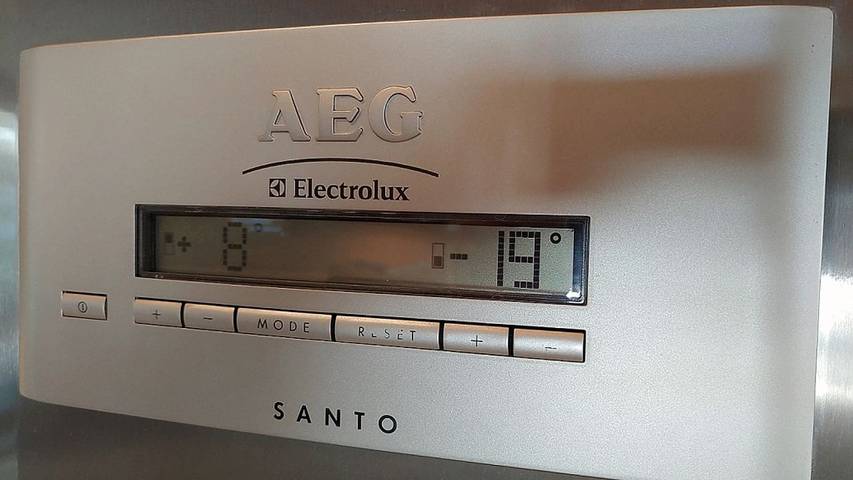 AEG
Electrolux
+ 8° - 19°
+ - MODE RESET + -
SANTO